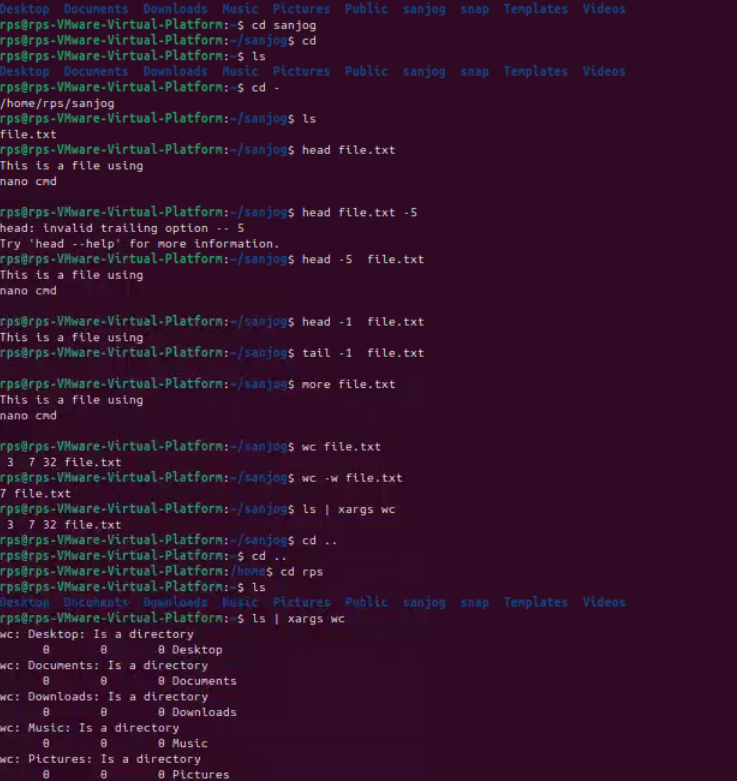 Desktop Documents Downloads Music Pictures Public sanjog snap Templates Videos
rps@rps-VMware-Virtual-Platform:~$ cd sanjog
rps@rps-VMware-Virtual-Platform:~/sanjog$ cd
rps@rps-VMware-Virtual-Platform:~$ ls
Desktop Documents Downloads Music Pictures Public sanjog snap Templates Videos
rps@rps-VMware-Virtual-Platform:~$ cd -
/home/rps/sanjog
rps@rps-VMware-Virtual-Platform:~/sanjog$ ls
file.txt
rps@rps-VMware-Virtual-Platform:~/sanjog$ head file.txt
This is a file using
nano cmd
rps@rps-VMware-Virtual-Platform:~/sanjog$ head file.txt -5
head: invalid trailing option -- 5
Try 'head --help' for more information.
rps@rps-VMware-Virtual-Platform:~/sanjog$ head -5  file.txt
This is a file using
nano cmd
rps@rps-VMware-Virtual-Platform:~/sanjog$ head -1  file.txt
This is a file using
rps@rps-VMware-Virtual-Platform:~/sanjog$ tail -1  file.txt
rps@rps-VMware-Virtual-Platform:~/sanjog$ more file.txt
This is a file using
nano cmd
rps@rps-VMware-Virtual-Platform:~/sanjog$ wc file.txt
 3  7 32 file.txt
rps@rps-VMware-Virtual-Platform:~/sanjog$ wc -w file.txt
7 file.txt
rps@rps-VMware-Virtual-Platform:~/sanjog$ ls | xargs wc
 3  7 32 file.txt
rps@rps-VMware-Virtual-Platform:~/sanjog$ cd ..
rps@rps-VMware-Virtual-Platform:~$ cd ..
rps@rps-VMware-Virtual-Platform:/home$ cd rps
rps@rps-VMware-Virtual-Platform:~$ ls
Desktop Documents Downloads Music Pictures Public sanjog snap Templates Videos
rps@rps-VMware-Virtual-Platform:~$ ls | xargs wc
wc: Desktop: Is a directory
      0       0       0 Desktop
wc: Documents: Is a directory
      0       0       0 Documents
wc: Downloads: Is a directory
      0       0       0 Downloads
wc: Music: Is a directory
      0       0       0 Music
wc: Pictures: Is a directory
      0       0       0 Pictures